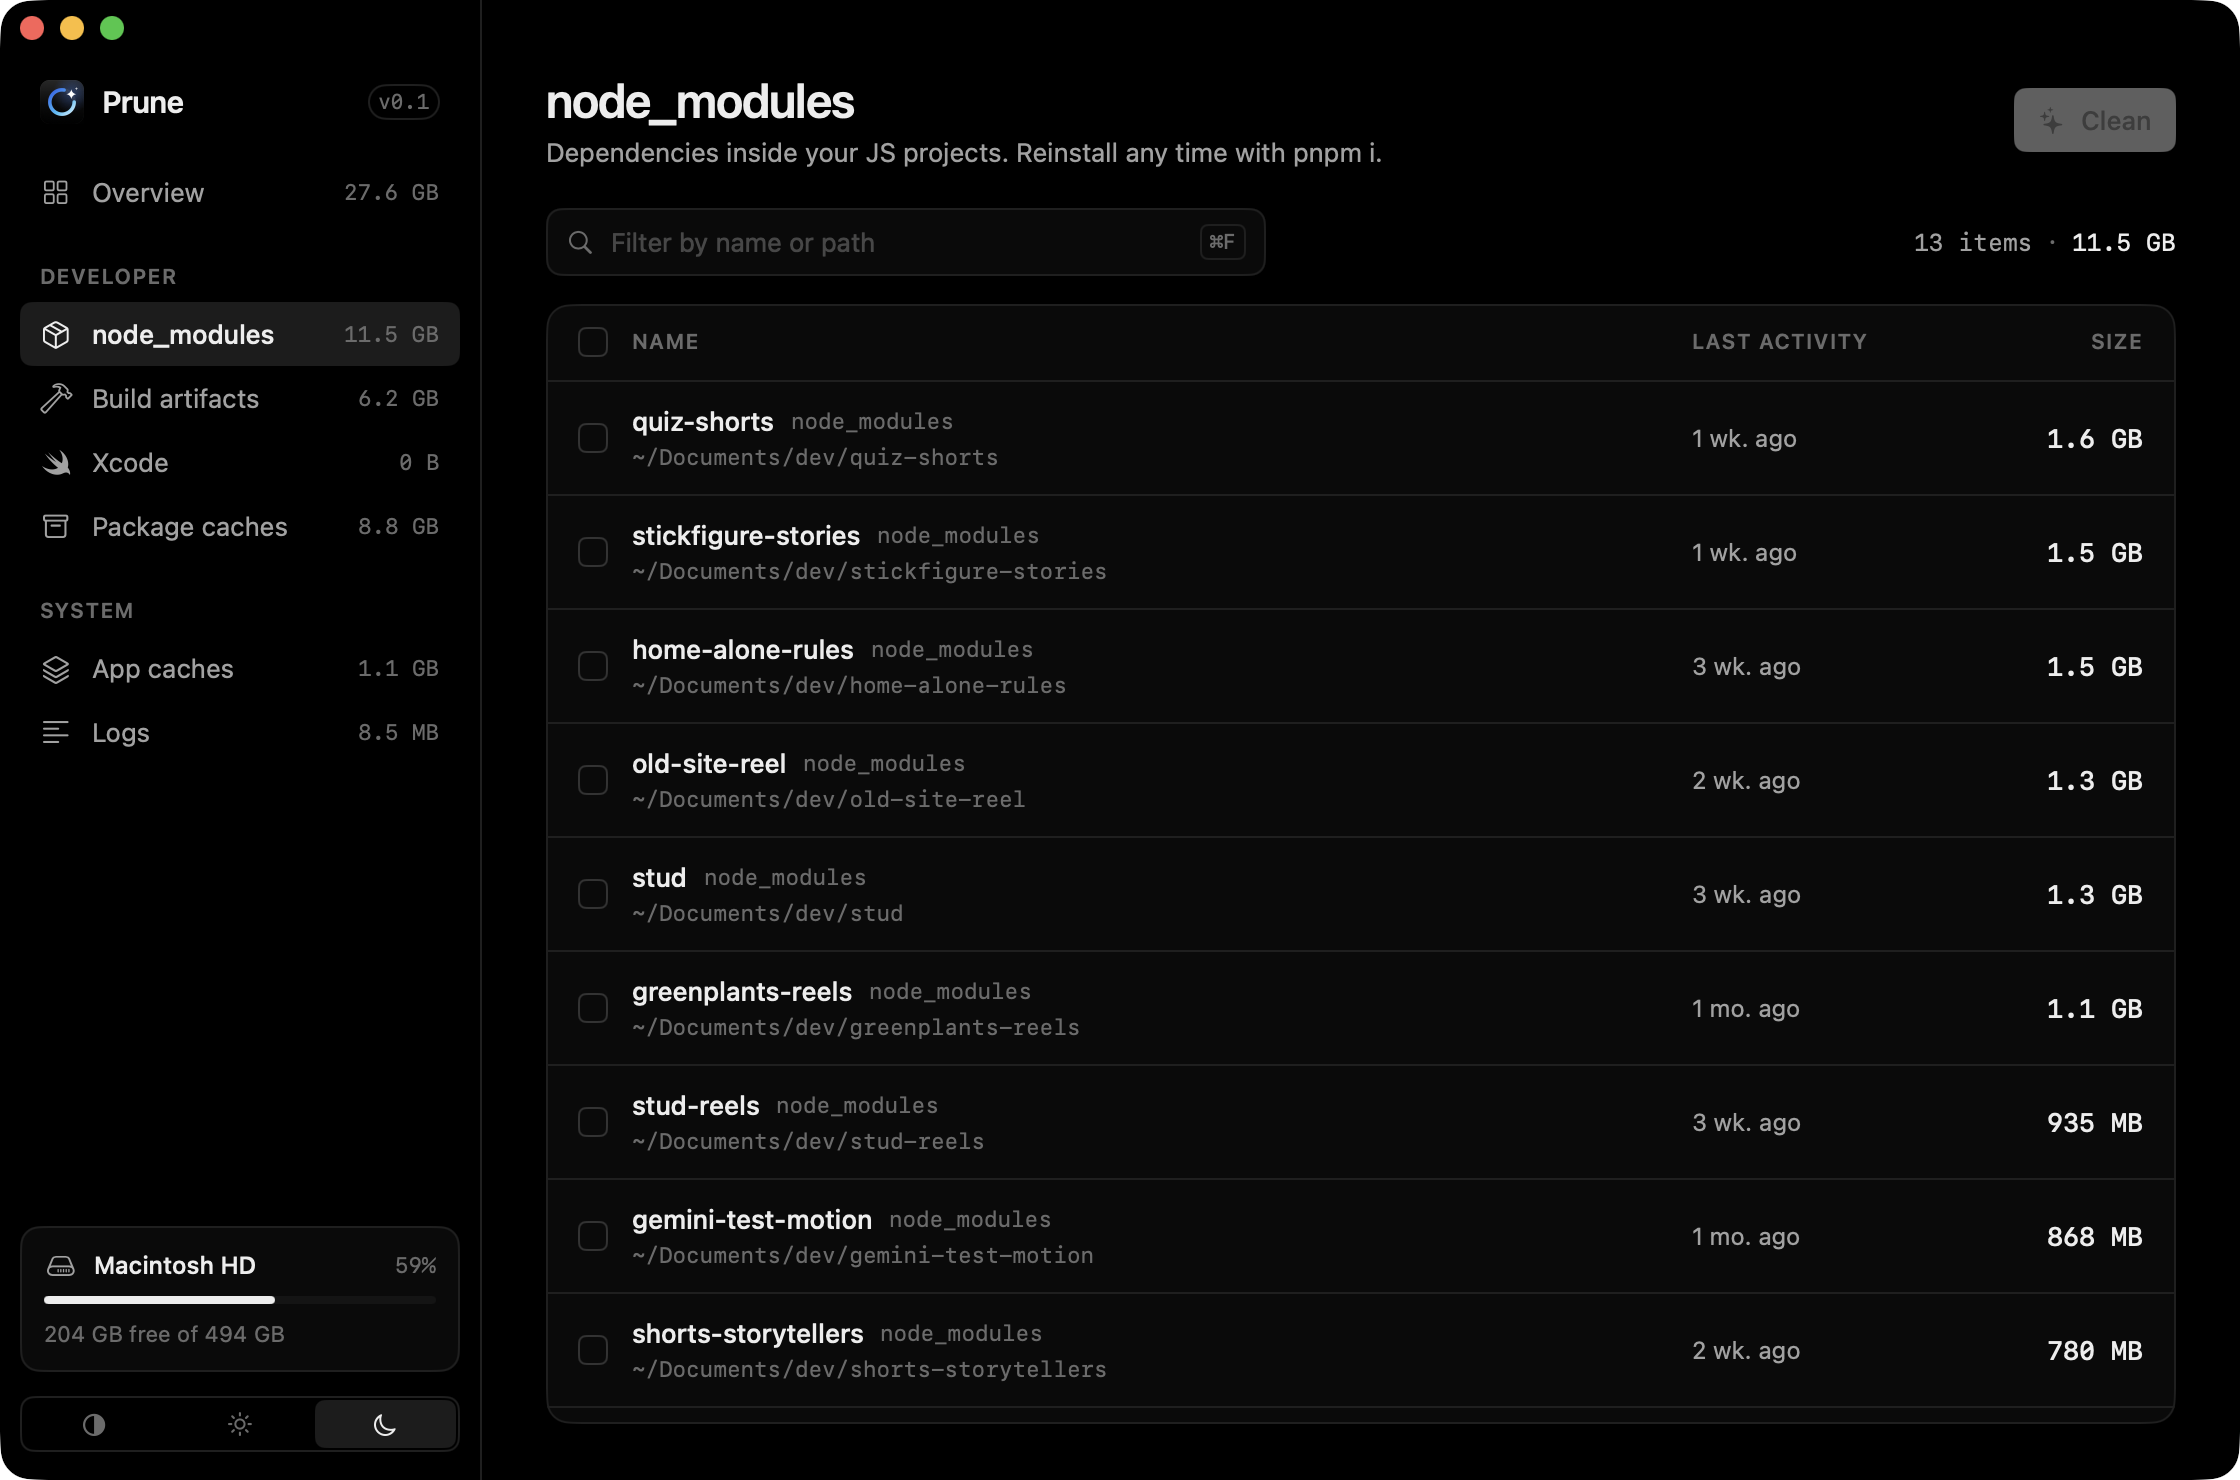 Prune v0.1
Overview 27.6 GB
DEVELOPER
node_modules 11.5 GB
Build artifacts 6.2 GB
Xcode 0 B
Package caches 8.8 GB
SYSTEM
App caches 1.1 GB
Logs 8.5 MB
Macintosh HD 59%
204 GB free of 494 GB
node_modules
Dependencies inside your JS projects. Reinstall any time with pnpm i.
Clean
Filter by name or path ⌘F
13 items · 11.5 GB
NAME LAST ACTIVITY SIZE
quiz-shorts node_modules
~/Documents/dev/quiz-shorts
1 wk. ago 1.6 GB
stickfigure-stories node_modules
~/Documents/dev/stickfigure-stories
1 wk. ago 1.5 GB
home-alone-rules node_modules
~/Documents/dev/home-alone-rules
3 wk. ago 1.5 GB
old-site-reel node_modules
~/Documents/dev/old-site-reel
2 wk. ago 1.3 GB
stud node_modules
~/Documents/dev/stud
3 wk. ago 1.3 GB
greenplants-reels node_modules
~/Documents/dev/greenplants-reels
1 mo. ago 1.1 GB
stud-reels node_modules
~/Documents/dev/stud-reels
3 wk. ago 935 MB
gemini-test-motion node_modules
~/Documents/dev/gemini-test-motion
1 mo. ago 868 MB
shorts-storytellers node_modules
~/Documents/dev/shorts-storytellers
2 wk. ago 780 MB